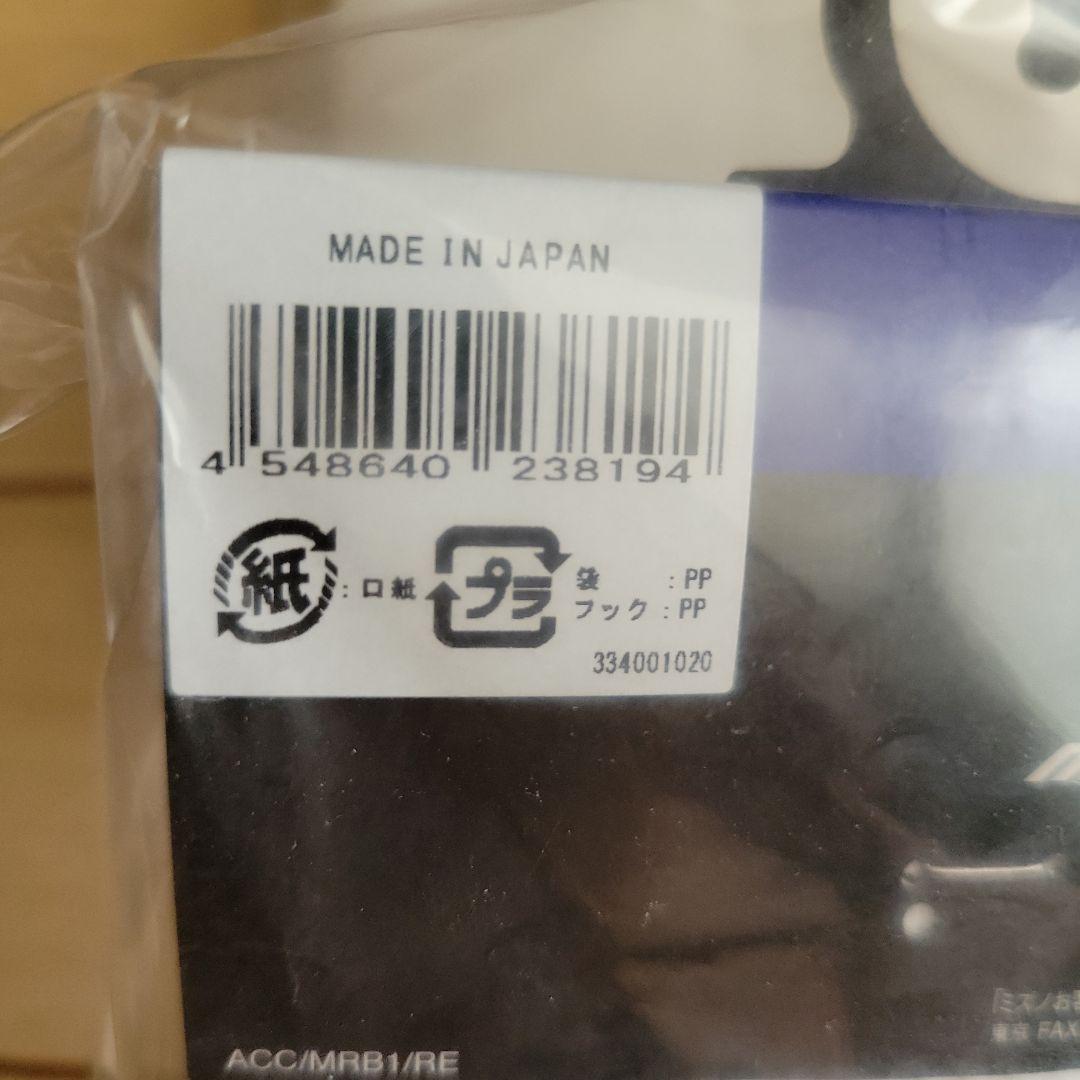 MADE IN JAPAN
4 548640 238194
紙 : 口紙
プラ 袋 : PP
フック : PP
334001020
「ミズノお
東京 FAX
ACC/MRB1/RE